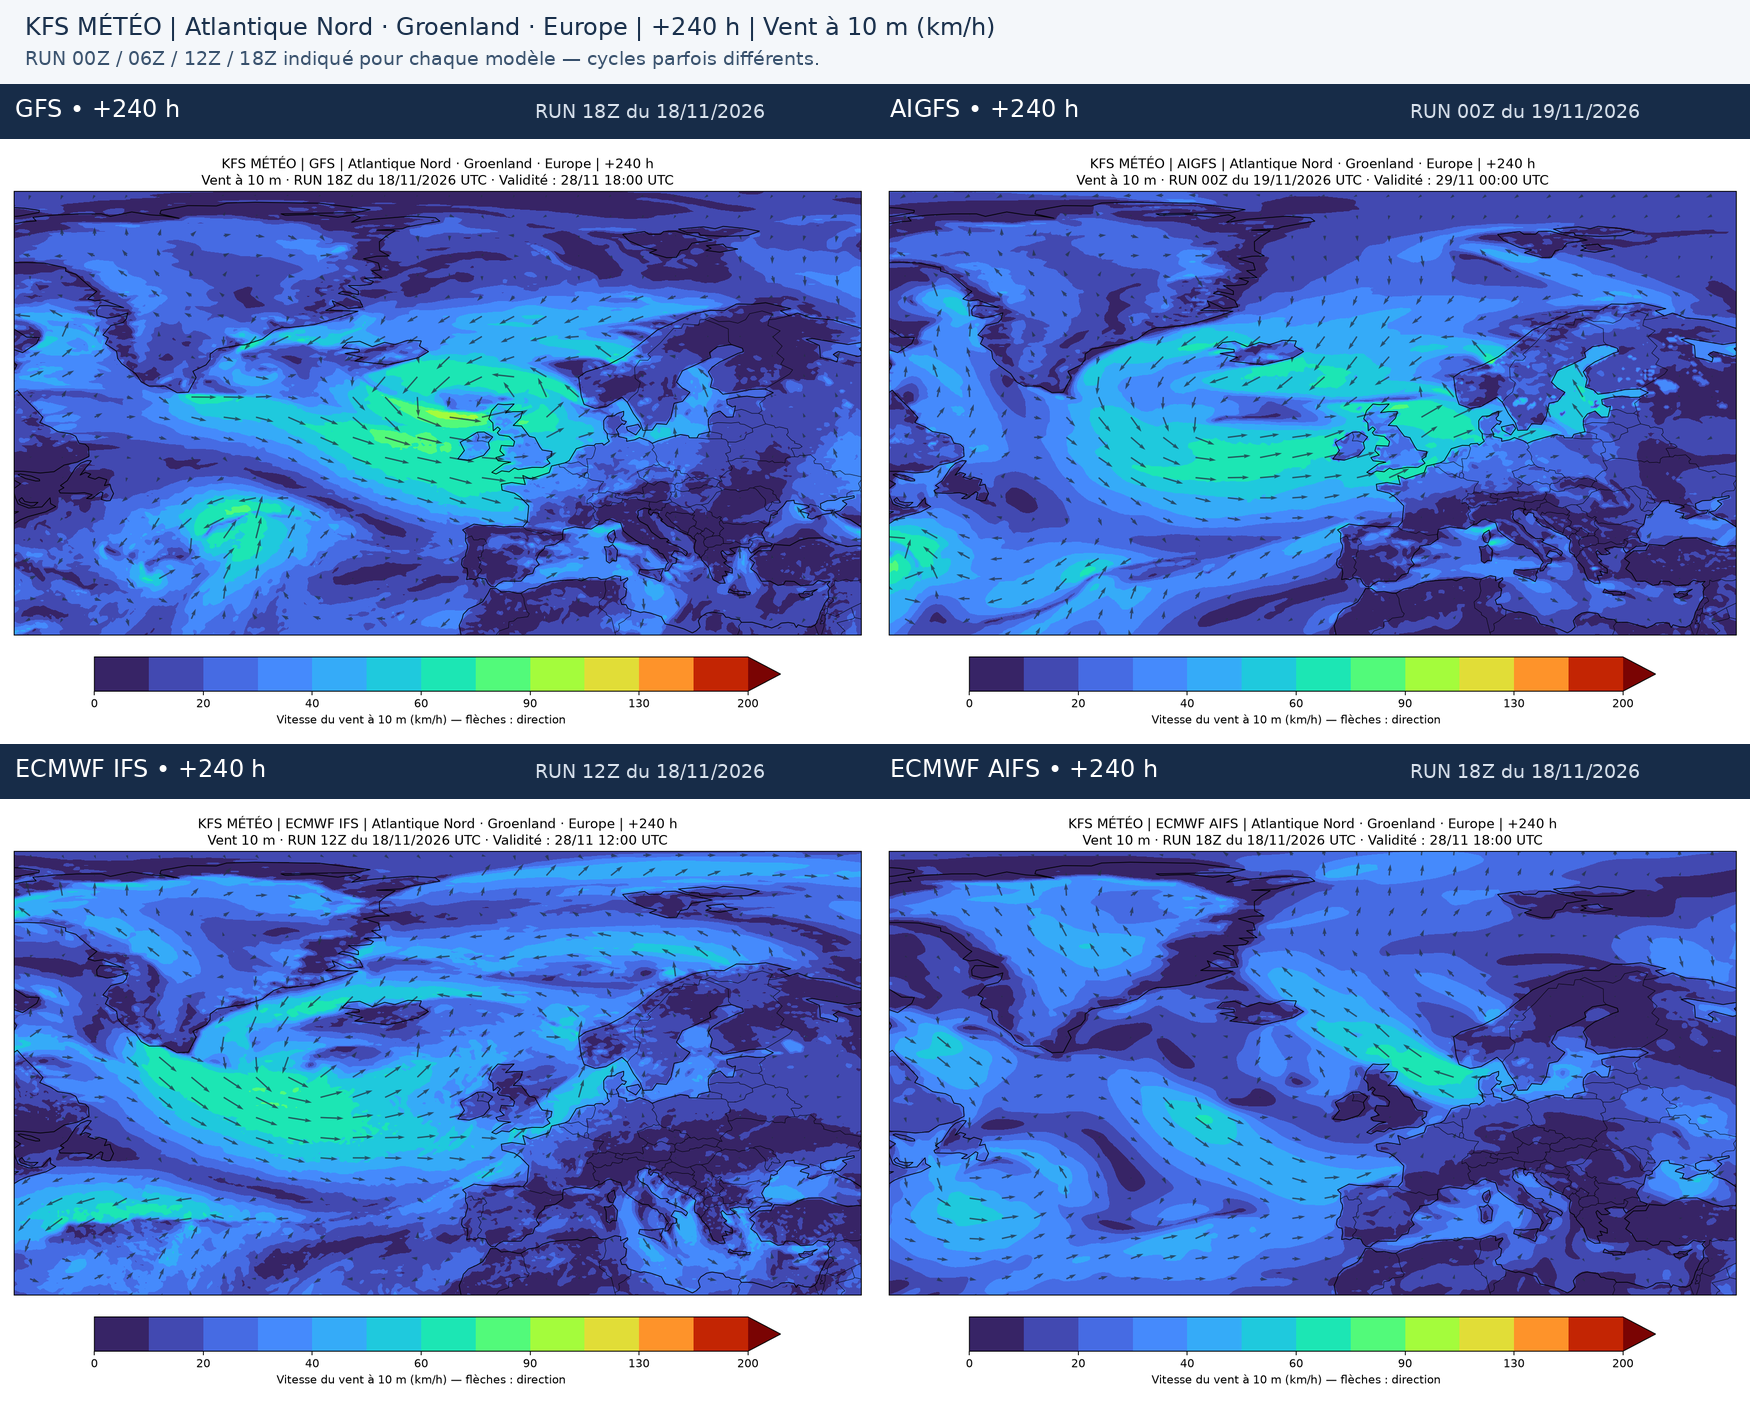 KFS MÉTÉO | Atlantique Nord · Groenland · Europe | +240 h | Vent à 10 m (km/h)
RUN 00Z / 06Z / 12Z / 18Z indiqué pour chaque modèle — cycles parfois différents.
GFS • +240 h
RUN 18Z du 18/11/2026
KFS MÉTÉO | GFS | Atlantique Nord · Groenland · Europe | +240 h
Vent à 10 m · RUN 18Z du 18/11/2026 UTC · Validité : 28/11 18:00 UTC
0 20 40 60 90 130 200
Vitesse du vent à 10 m (km/h) — flèches : direction
AIGFS • +240 h
RUN 00Z du 19/11/2026
KFS MÉTÉO | AIGFS | Atlantique Nord · Groenland · Europe | +240 h
Vent à 10 m · RUN 00Z du 19/11/2026 UTC · Validité : 29/11 00:00 UTC
0 20 40 60 90 130 200
Vitesse du vent à 10 m (km/h) — flèches : direction
ECMWF IFS • +240 h
RUN 12Z du 18/11/2026
KFS MÉTÉO | ECMWF IFS | Atlantique Nord · Groenland · Europe | +240 h
Vent 10 m · RUN 12Z du 18/11/2026 UTC · Validité : 28/11 12:00 UTC
0 20 40 60 90 130 200
Vitesse du vent à 10 m (km/h) — flèches : direction
ECMWF AIFS • +240 h
RUN 18Z du 18/11/2026
KFS MÉTÉO | ECMWF AIFS | Atlantique Nord · Groenland · Europe | +240 h
Vent 10 m · RUN 18Z du 18/11/2026 UTC · Validité : 28/11 18:00 UTC
0 20 40 60 90 130 200
Vitesse du vent à 10 m (km/h) — flèches : direction